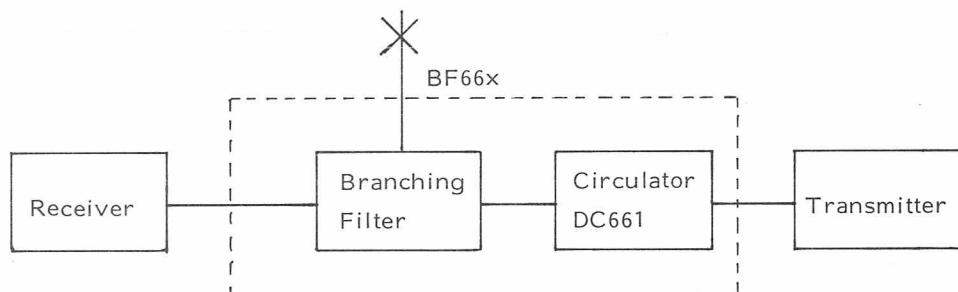 BF66x
Receiver
Branching
Filter
Circulator
DC661
Transmitter